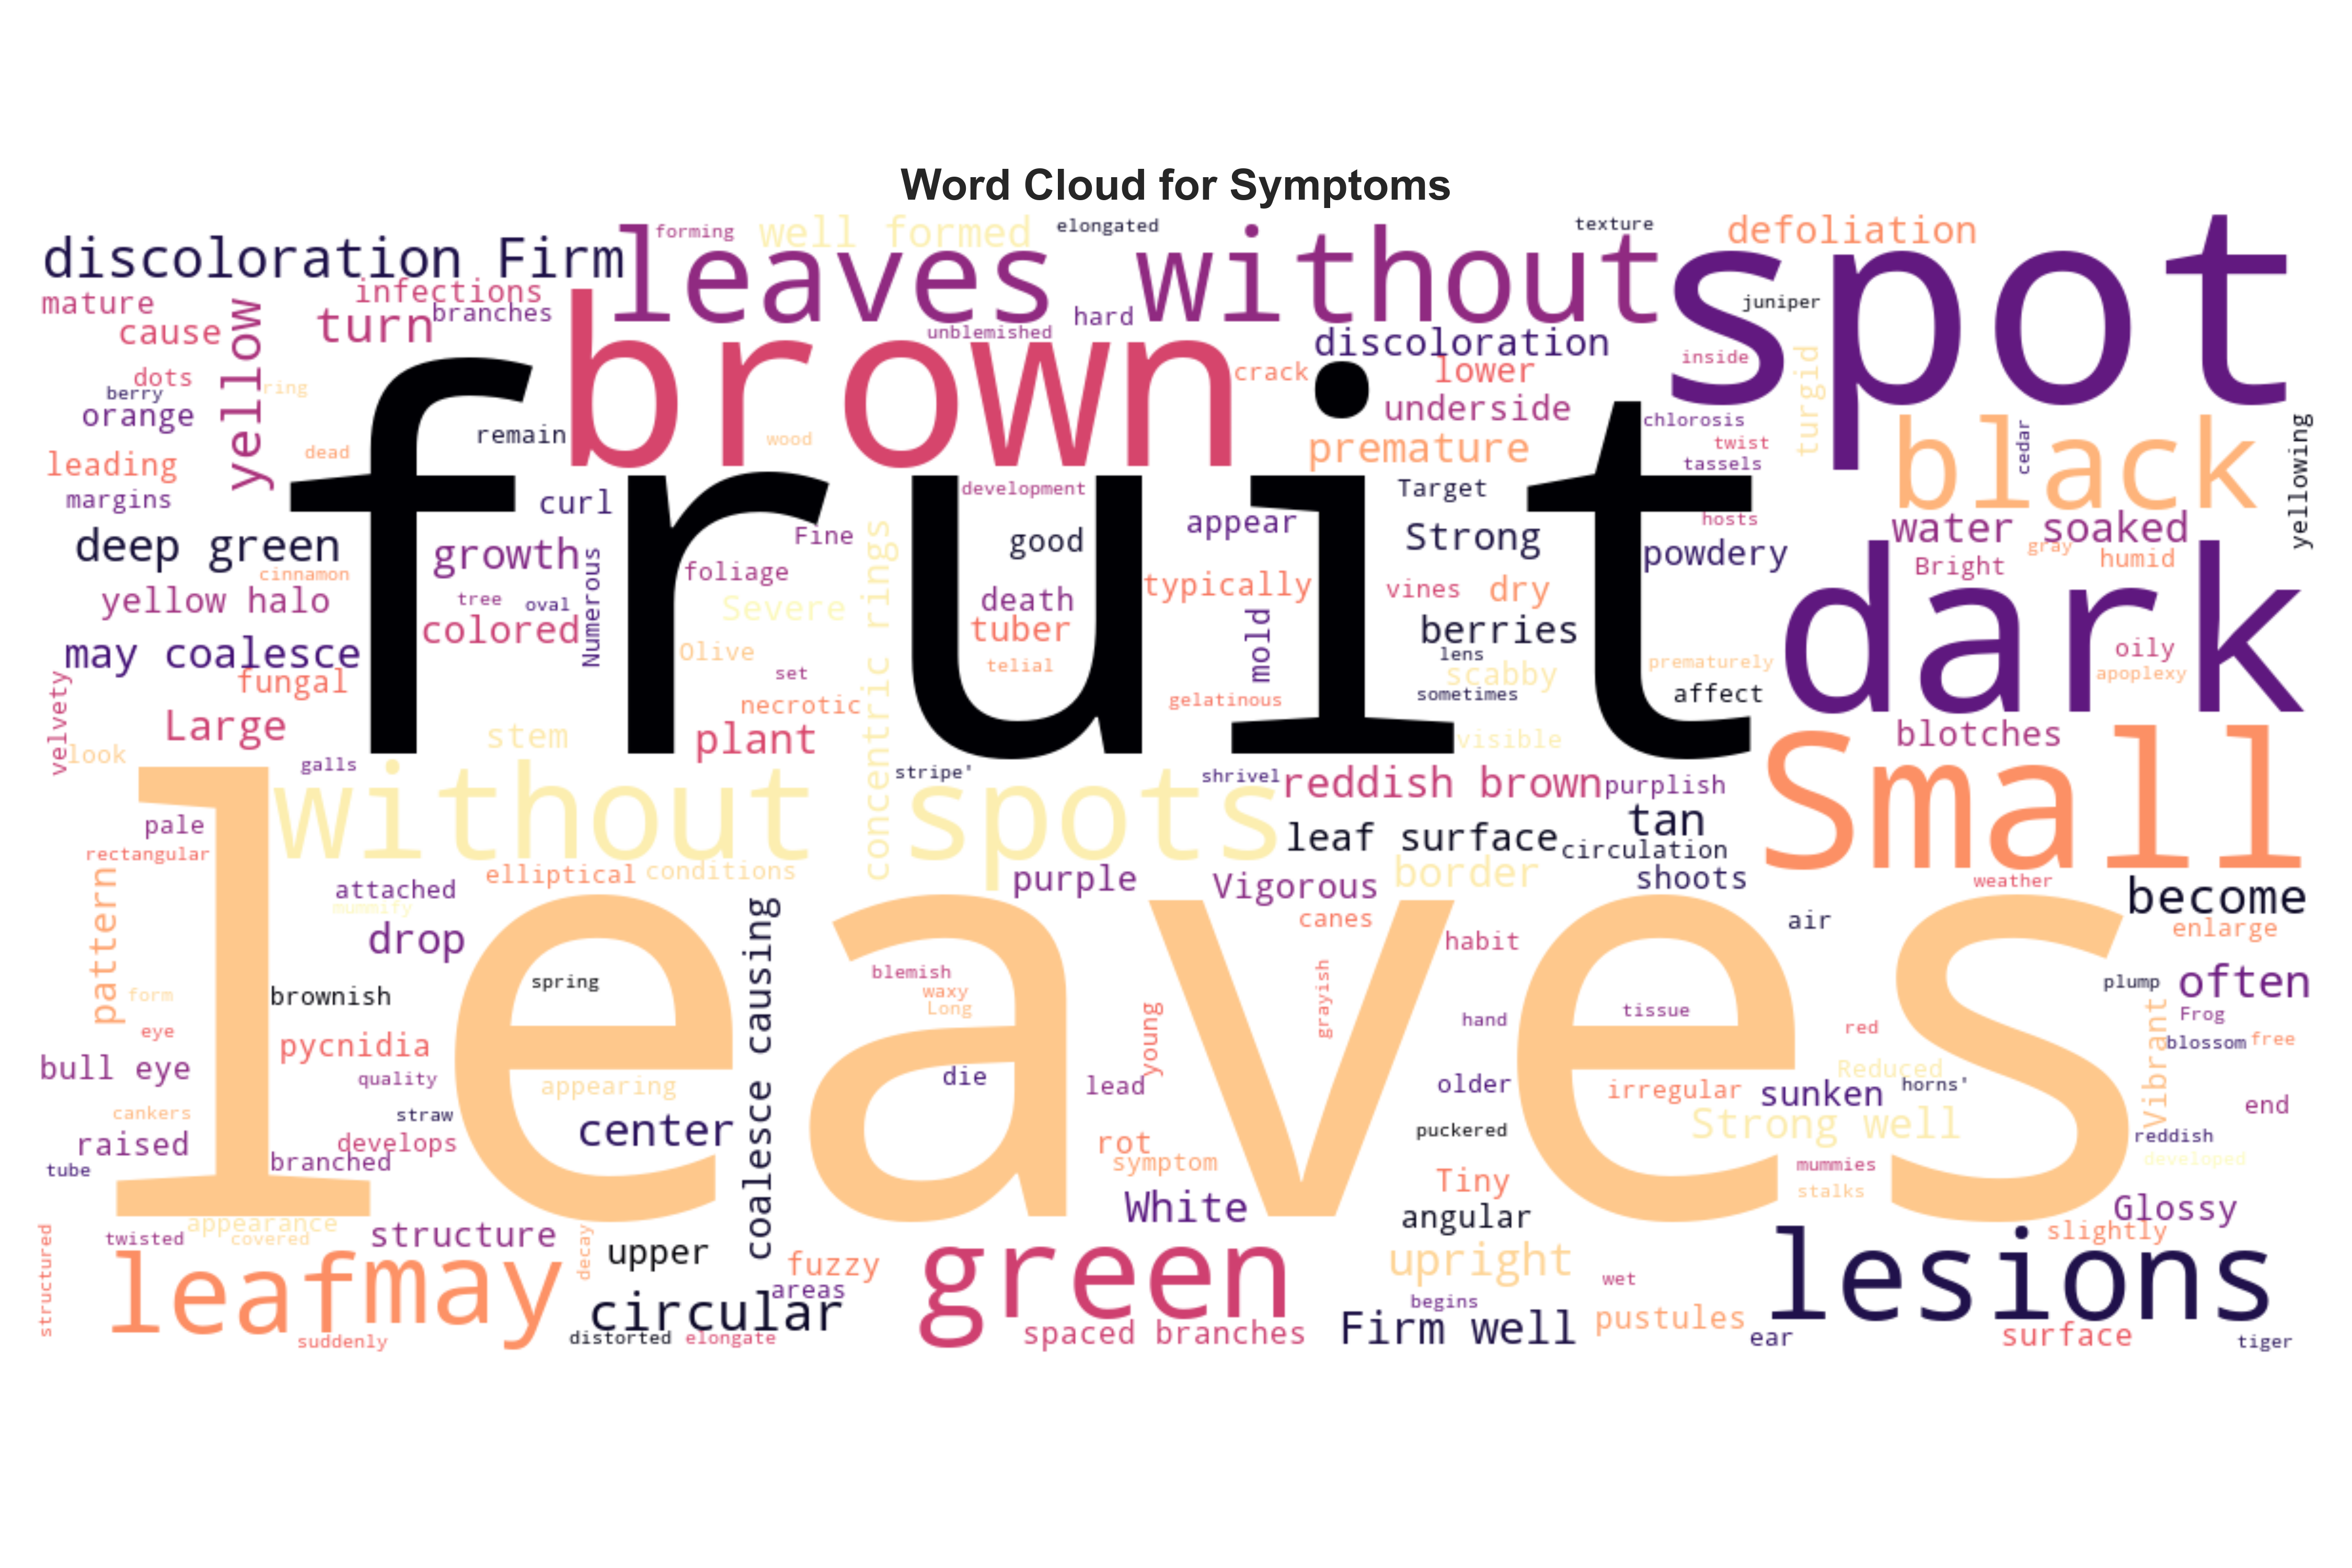 Word Cloud for Symptoms
forming
well formed
elongated
texture
defoliation
discoloration Firm
leaves without
spot
mature
infections
branches
cause
turn
yellow
brown
unblemished
hard
discoloration
juniper
dots
berry
ring
orange
crack
lower
inside
turgid
underside
black
leading
dead
remain
wood
premature
chlorosis
twist
tassels
cedar
yellowing
margins
fruit
curl
development
Target
hosts
water soaked
deep green
cinnamon
growth
Numerous
Fine
concentric rings
good
appear
Strong
powdery
gray
humid
Bright
yellow halo
tree
oval
foliage
Severe
death
typically
vines
dry
dark
colored
tuber
mold
berries
may coalesce
Olive
telial
lens
scabby
prematurely
oily
apoplexy
fungal
set
gelatinous
sometimes
affect
velvety
Large
necrotic
look
stem
plant
visible
blotches
galls
stripe'
shrivel
reddish brown
purplish
Small
without spots
pale
leaf surface
tan
circulation
rectangular
pattern
attached
elliptical
conditions
purple
Vigorous
border
shoots
weather
become
mummify
leaves
drop
coalesce causing
canes
air
enlarge
habit
form
brownish
spring
blemish
waxy
Long
grayish
plump
often
eye
young
hand
tissue
red
Vibrant
Frog
blossom
free
bull eye
pycnidia
quality
appearing
die
lead
older
irregular
Reduced
sunken
horns'
cankers
straw
center
end
raised
develops
branched
rot
symptom
puckered
Strong well
reddish
developed
tube
mummies
stalks
Tiny
White
angular
Glossy
slightly
structured
twisted
appearance
covered
structure
decay
upper
fuzzy
areas
green
upright
wet
lesions
leaf
may
circular
begins
pustules
suddenly
distorted
elongate
spaced branches
Firm well
ear
surface
tiger